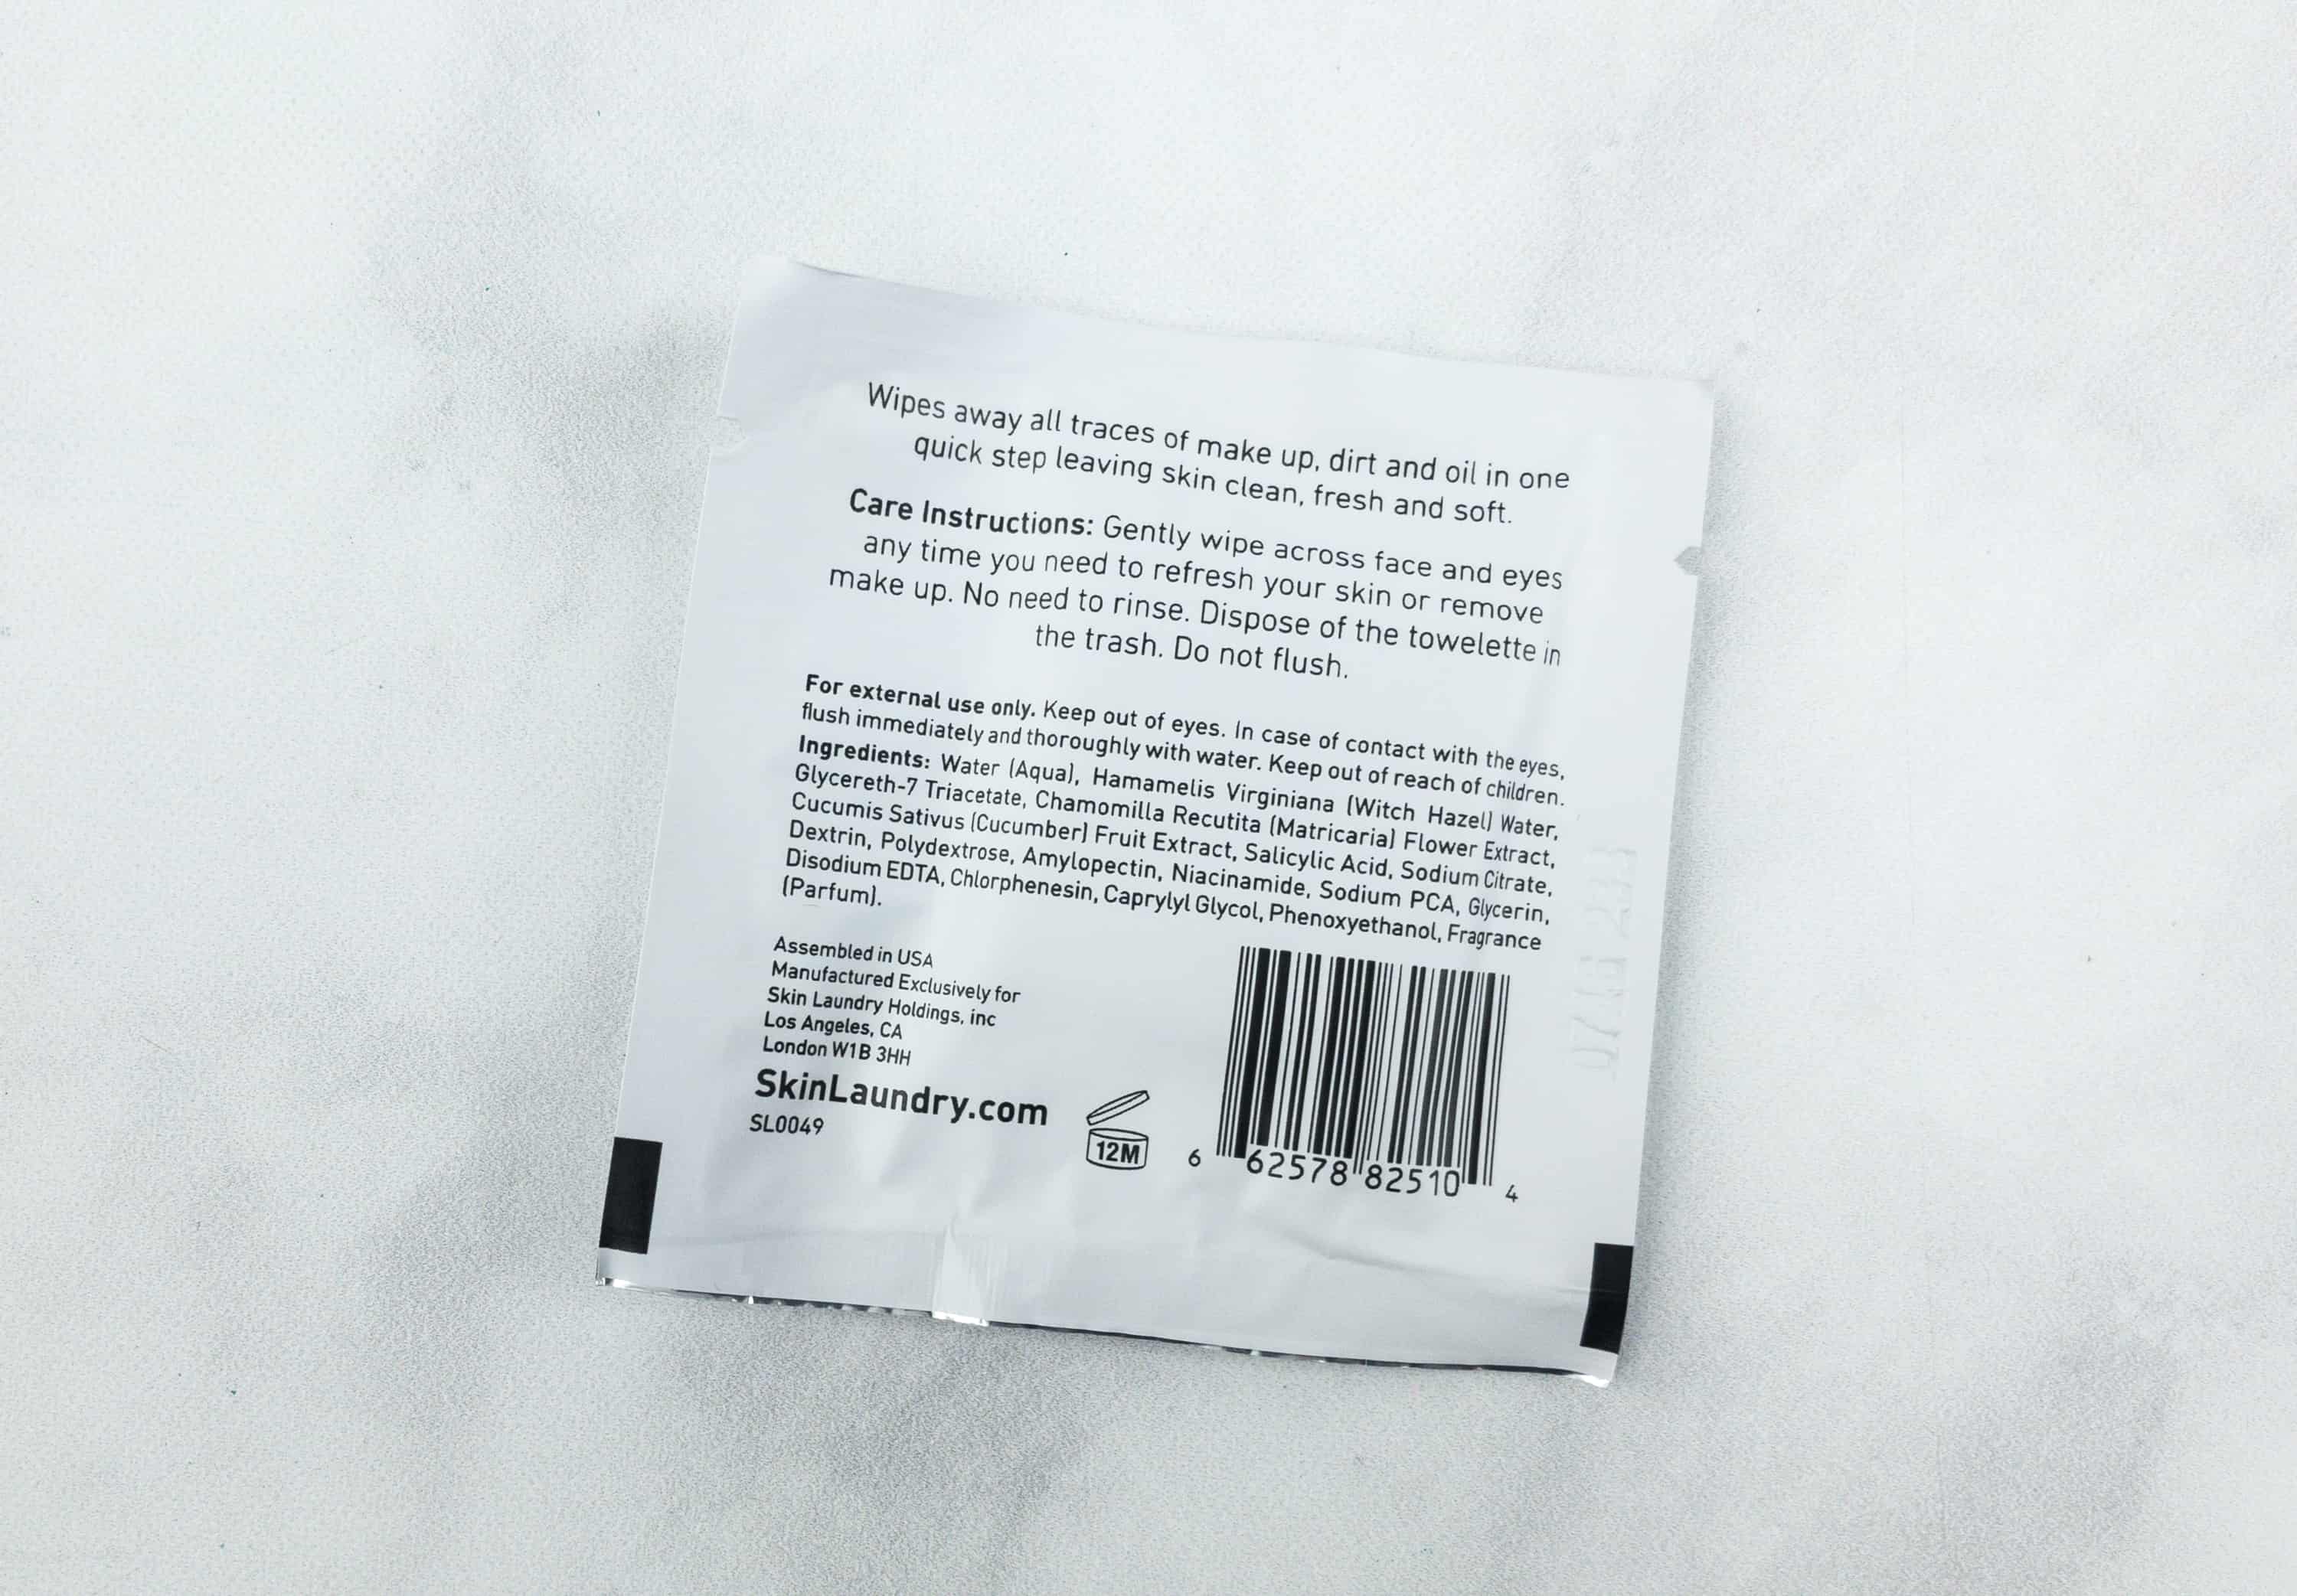 Wipes away all traces of make up, dirt and oil in one
quick step leaving skin clean, fresh and soft.
Care Instructions: Gently wipe across face and eyes
any time you need to refresh your skin or remove
make up. No need to rinse. Dispose of the towelette in
the trash. Do not flush.
For external use only. Keep out of eyes. In case of contact with the eyes,
flush immediately and thoroughly with water. Keep out of reach of children.
Ingredients: Water (Aqua), Hamamelis Virginiana (Witch Hazel) Water,
Glycereth-7 Triacetate, Chamomilla Recutita (Matricaria) Flower Extract,
Cucumis Sativus (Cucumber) Fruit Extract, Salicylic Acid, Sodium Citrate,
Dextrin, Polydextrose, Amylopectin, Niacinamide, Sodium PCA, Glycerin,
Disodium EDTA, Chlorphenesin, Caprylyl Glycol, Phenoxyethanol, Fragrance
(Parfum).
Assembled in USA
Manufactured Exclusively for
Skin Laundry Holdings, inc
Los Angeles, CA
London W1B 3HH
SkinLaundry.com
SL0049
12M
6 62578 82510 4